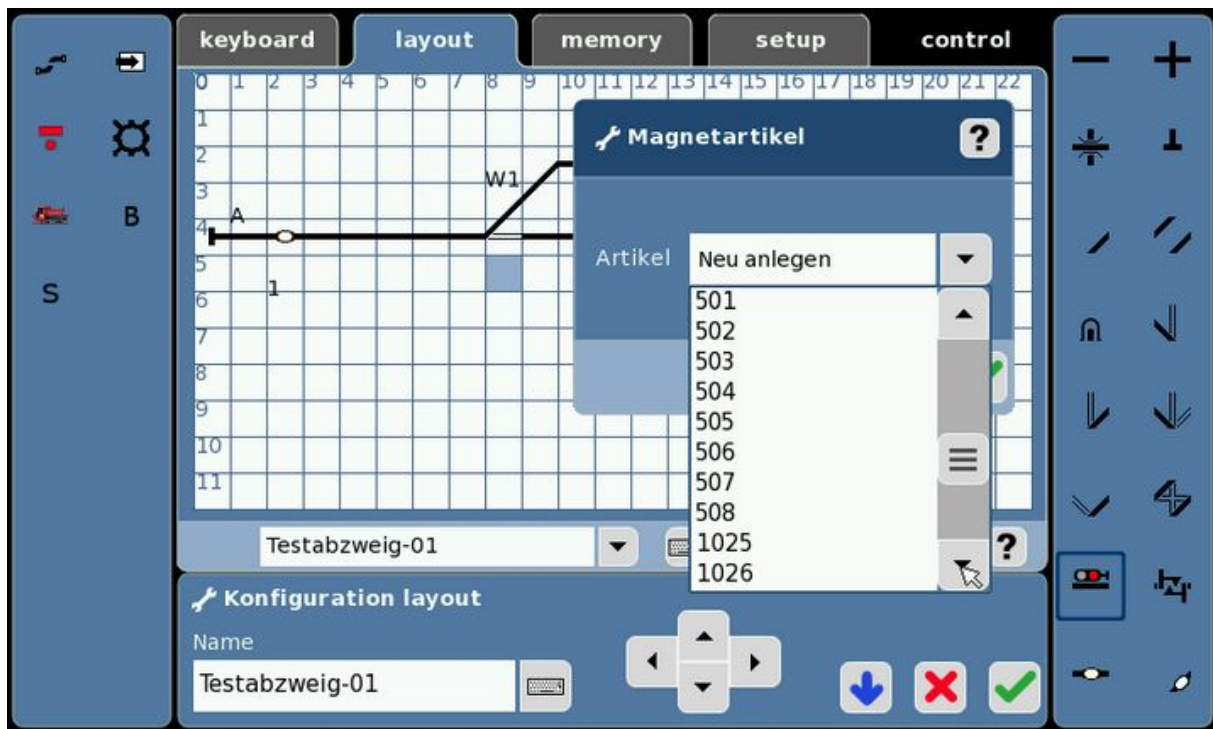 keyboard layout memory setup control
0 1 2 3 4 5 6 7 8 9 10 11 12 13 14 15 16 17 18 19 20 21 22
1
Magnetartikel ?
2
W1
3
A
4
Artikel Neu anlegen
5
1
6
501
502
7
503
8
504
9
505
10
506
11
507
508
Testabzweig-01 ?
1025
1026
Konfiguration layout
Name
Testabzweig-01
B
S